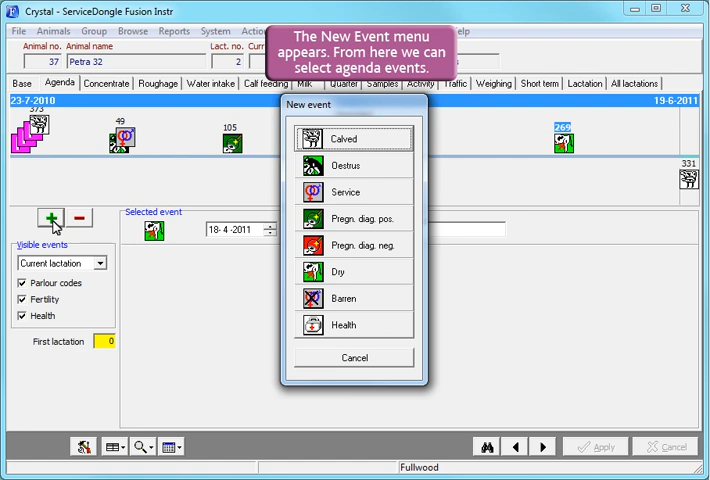 Crystal - ServiceDongle Fusion Instr
File Animals Group Browse Reports System Actio elp
The New Event menu
appears. From here we can
select agenda events.
Animal no. Animal name Lact. no. Curr s
37 Petra 32 2
Base Agenda Concentrate Roughage Water intake Calf feeding Milk Quarter Samples Activity Traffic Weighing Short term Lactation All lactations
23-7-2010 19-6-2011
373
49 105 269
331
New event
Calved
Oestrus
Service
Pregn. diag. pos.
Pregn. diag. neg.
Dry
Barren
Health
Cancel
Selected event
18- 4 -2011
Visible events
Current lactation
Parlour codes
Fertility
Health
First lactation 0
Apply Cancel
Fullwood